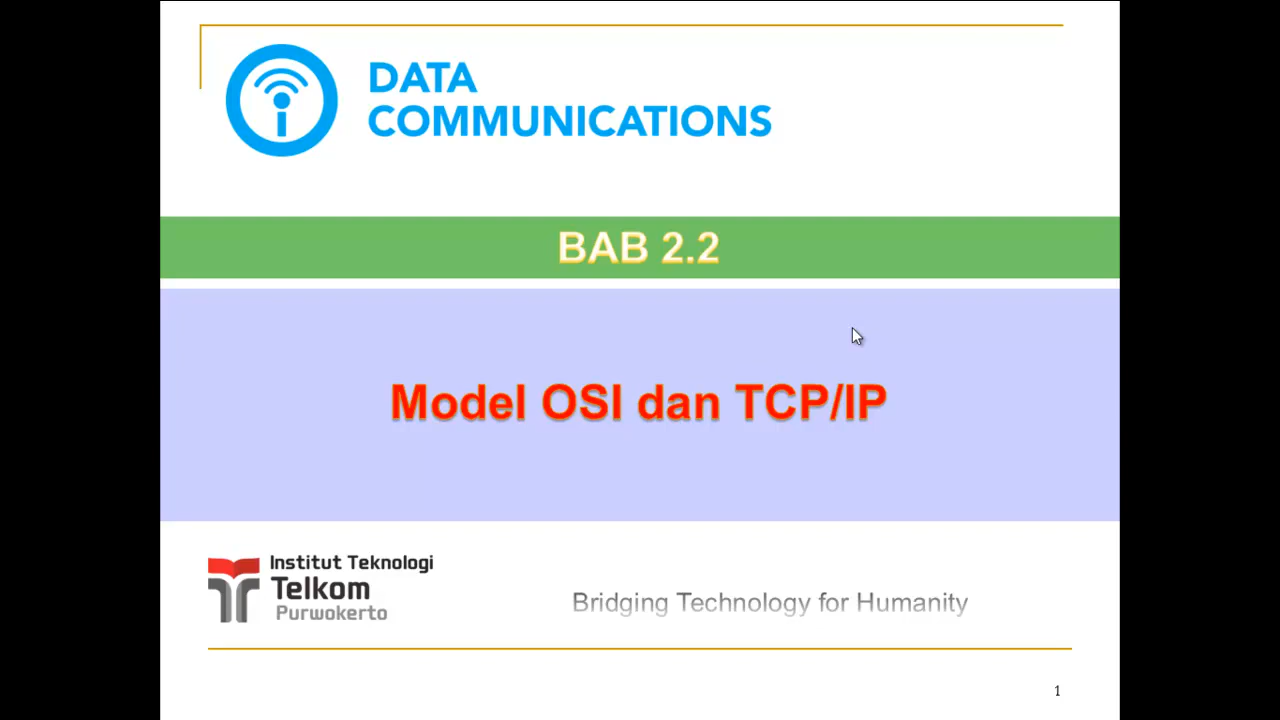 DATA
COMMUNICATIONS
BAB 2.2
Model OSI dan TCP/IP
Institut Teknologi
Telkom
Purwokerto
Bridging Technology for Humanity
1